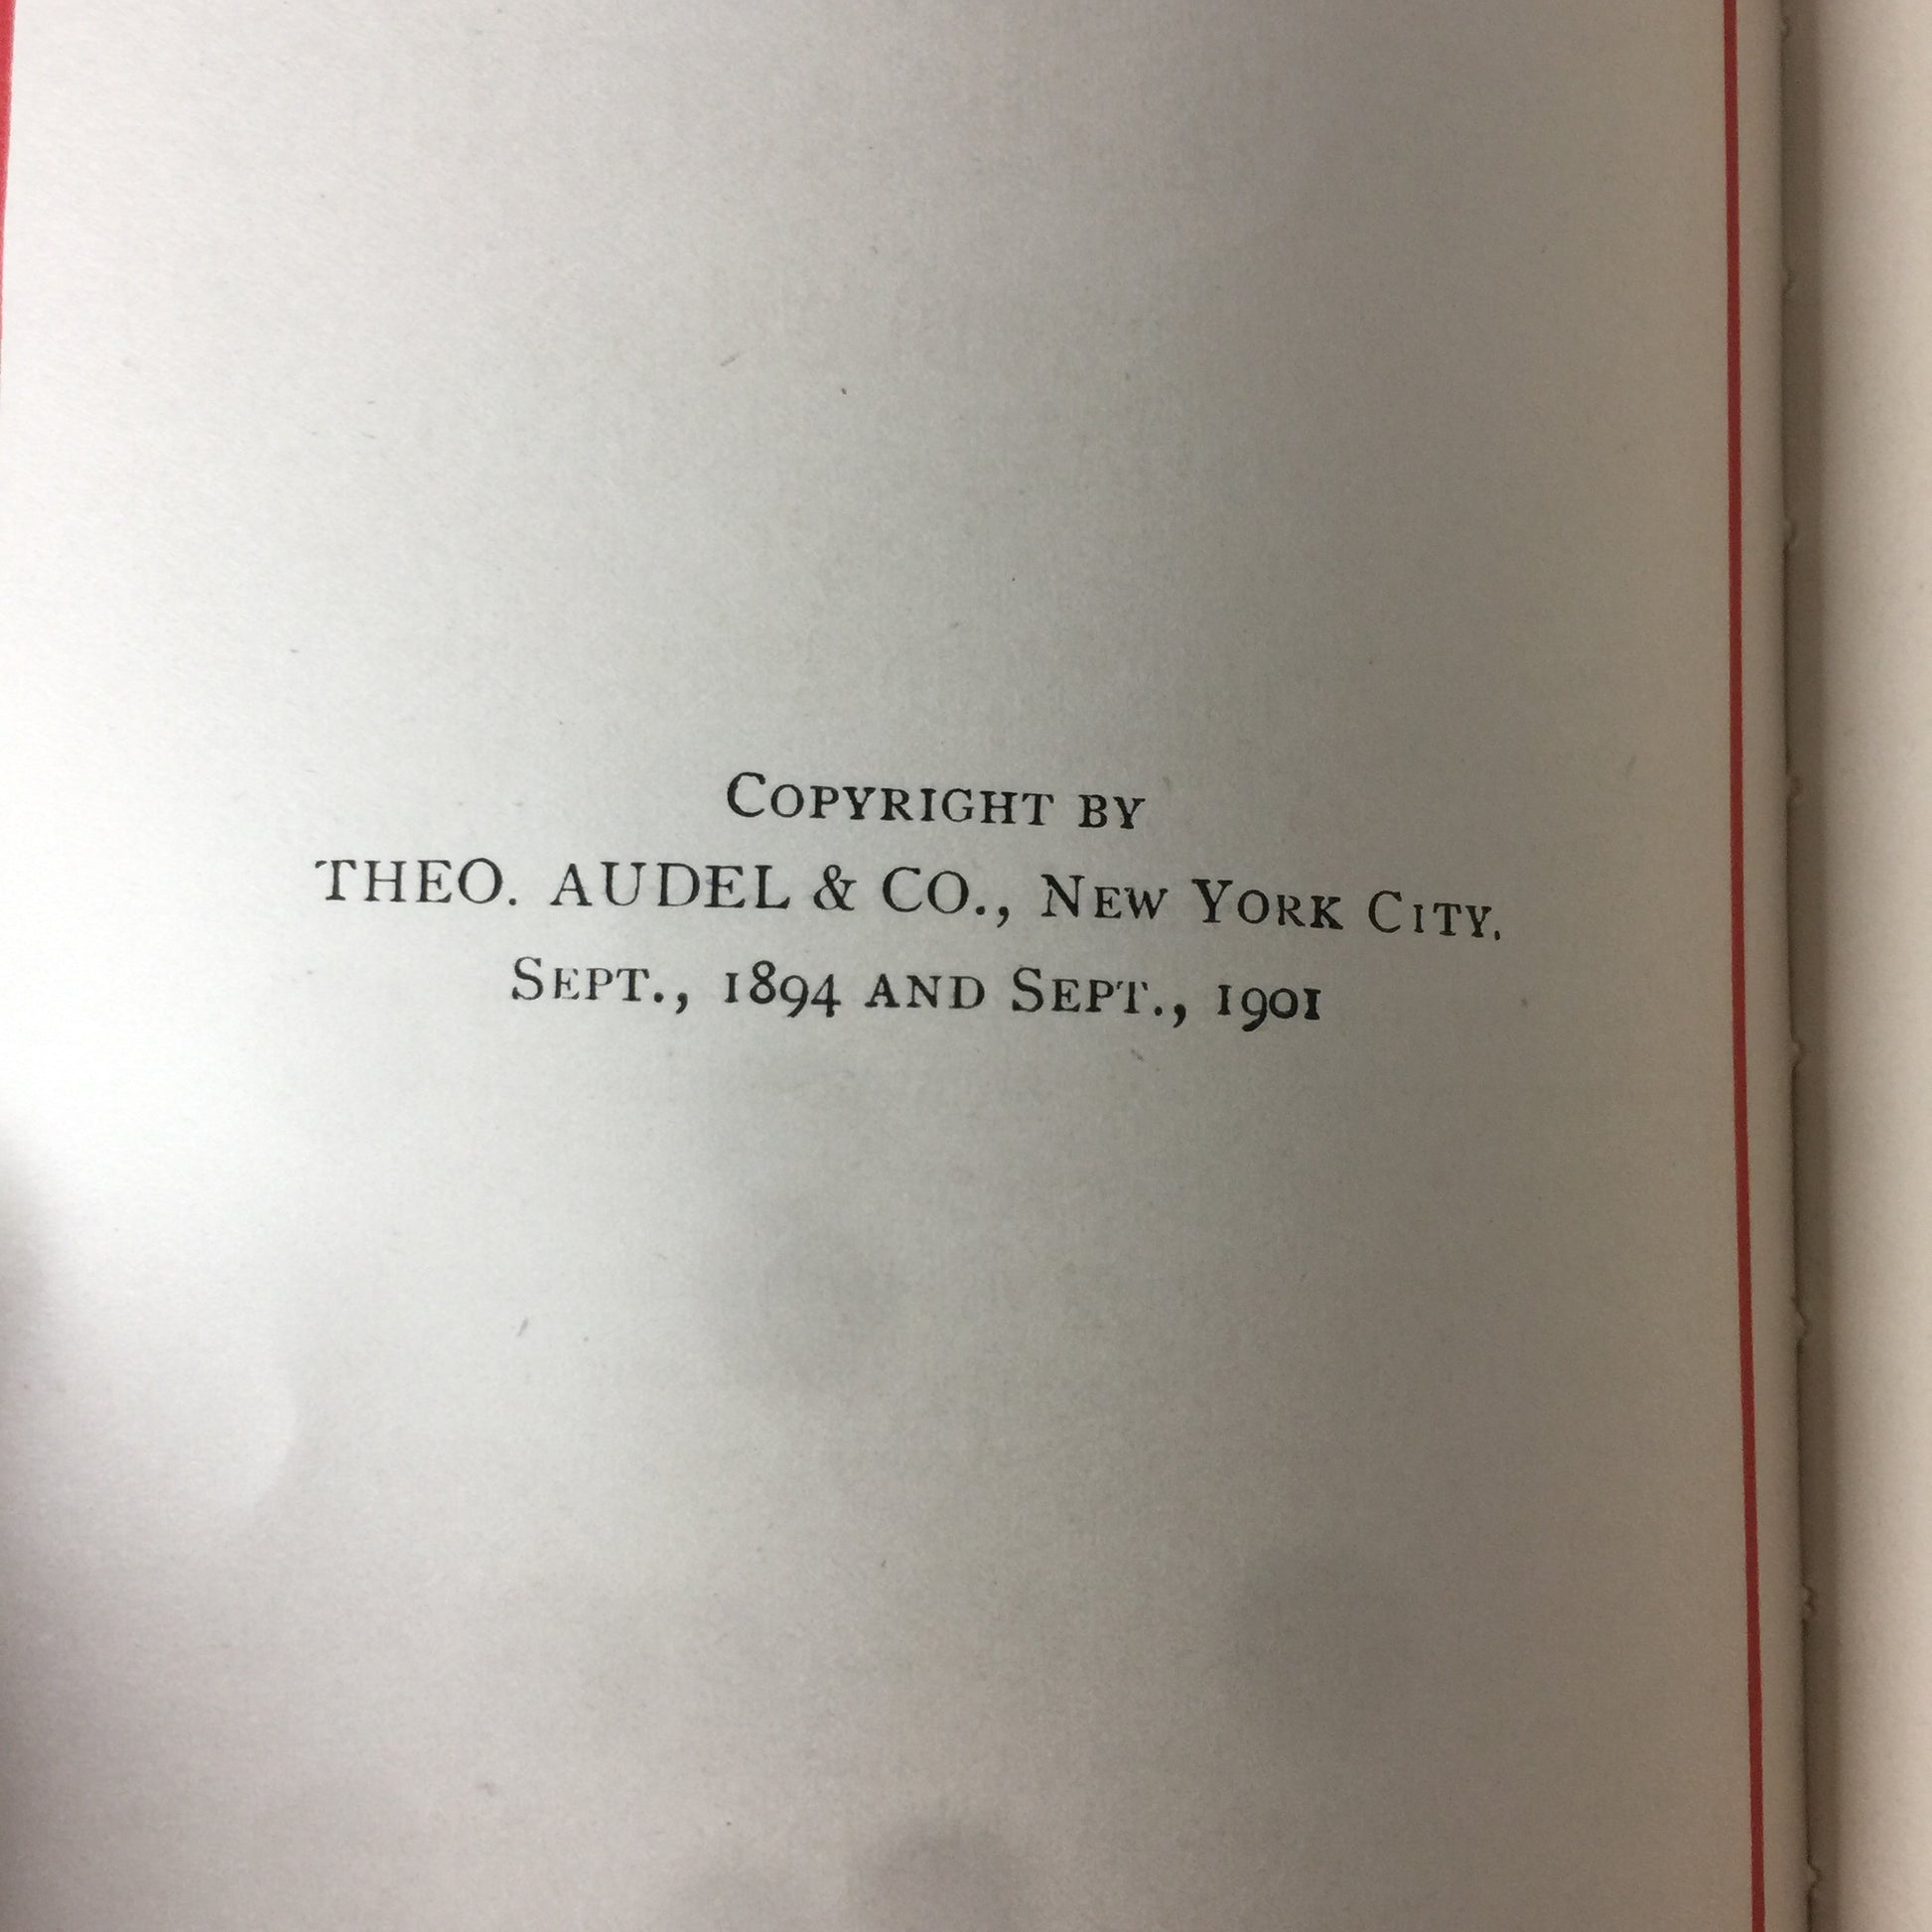 Copyright by
THEO. AUDEL & CO., New York City.
Sept., 1894 and Sept., 1901